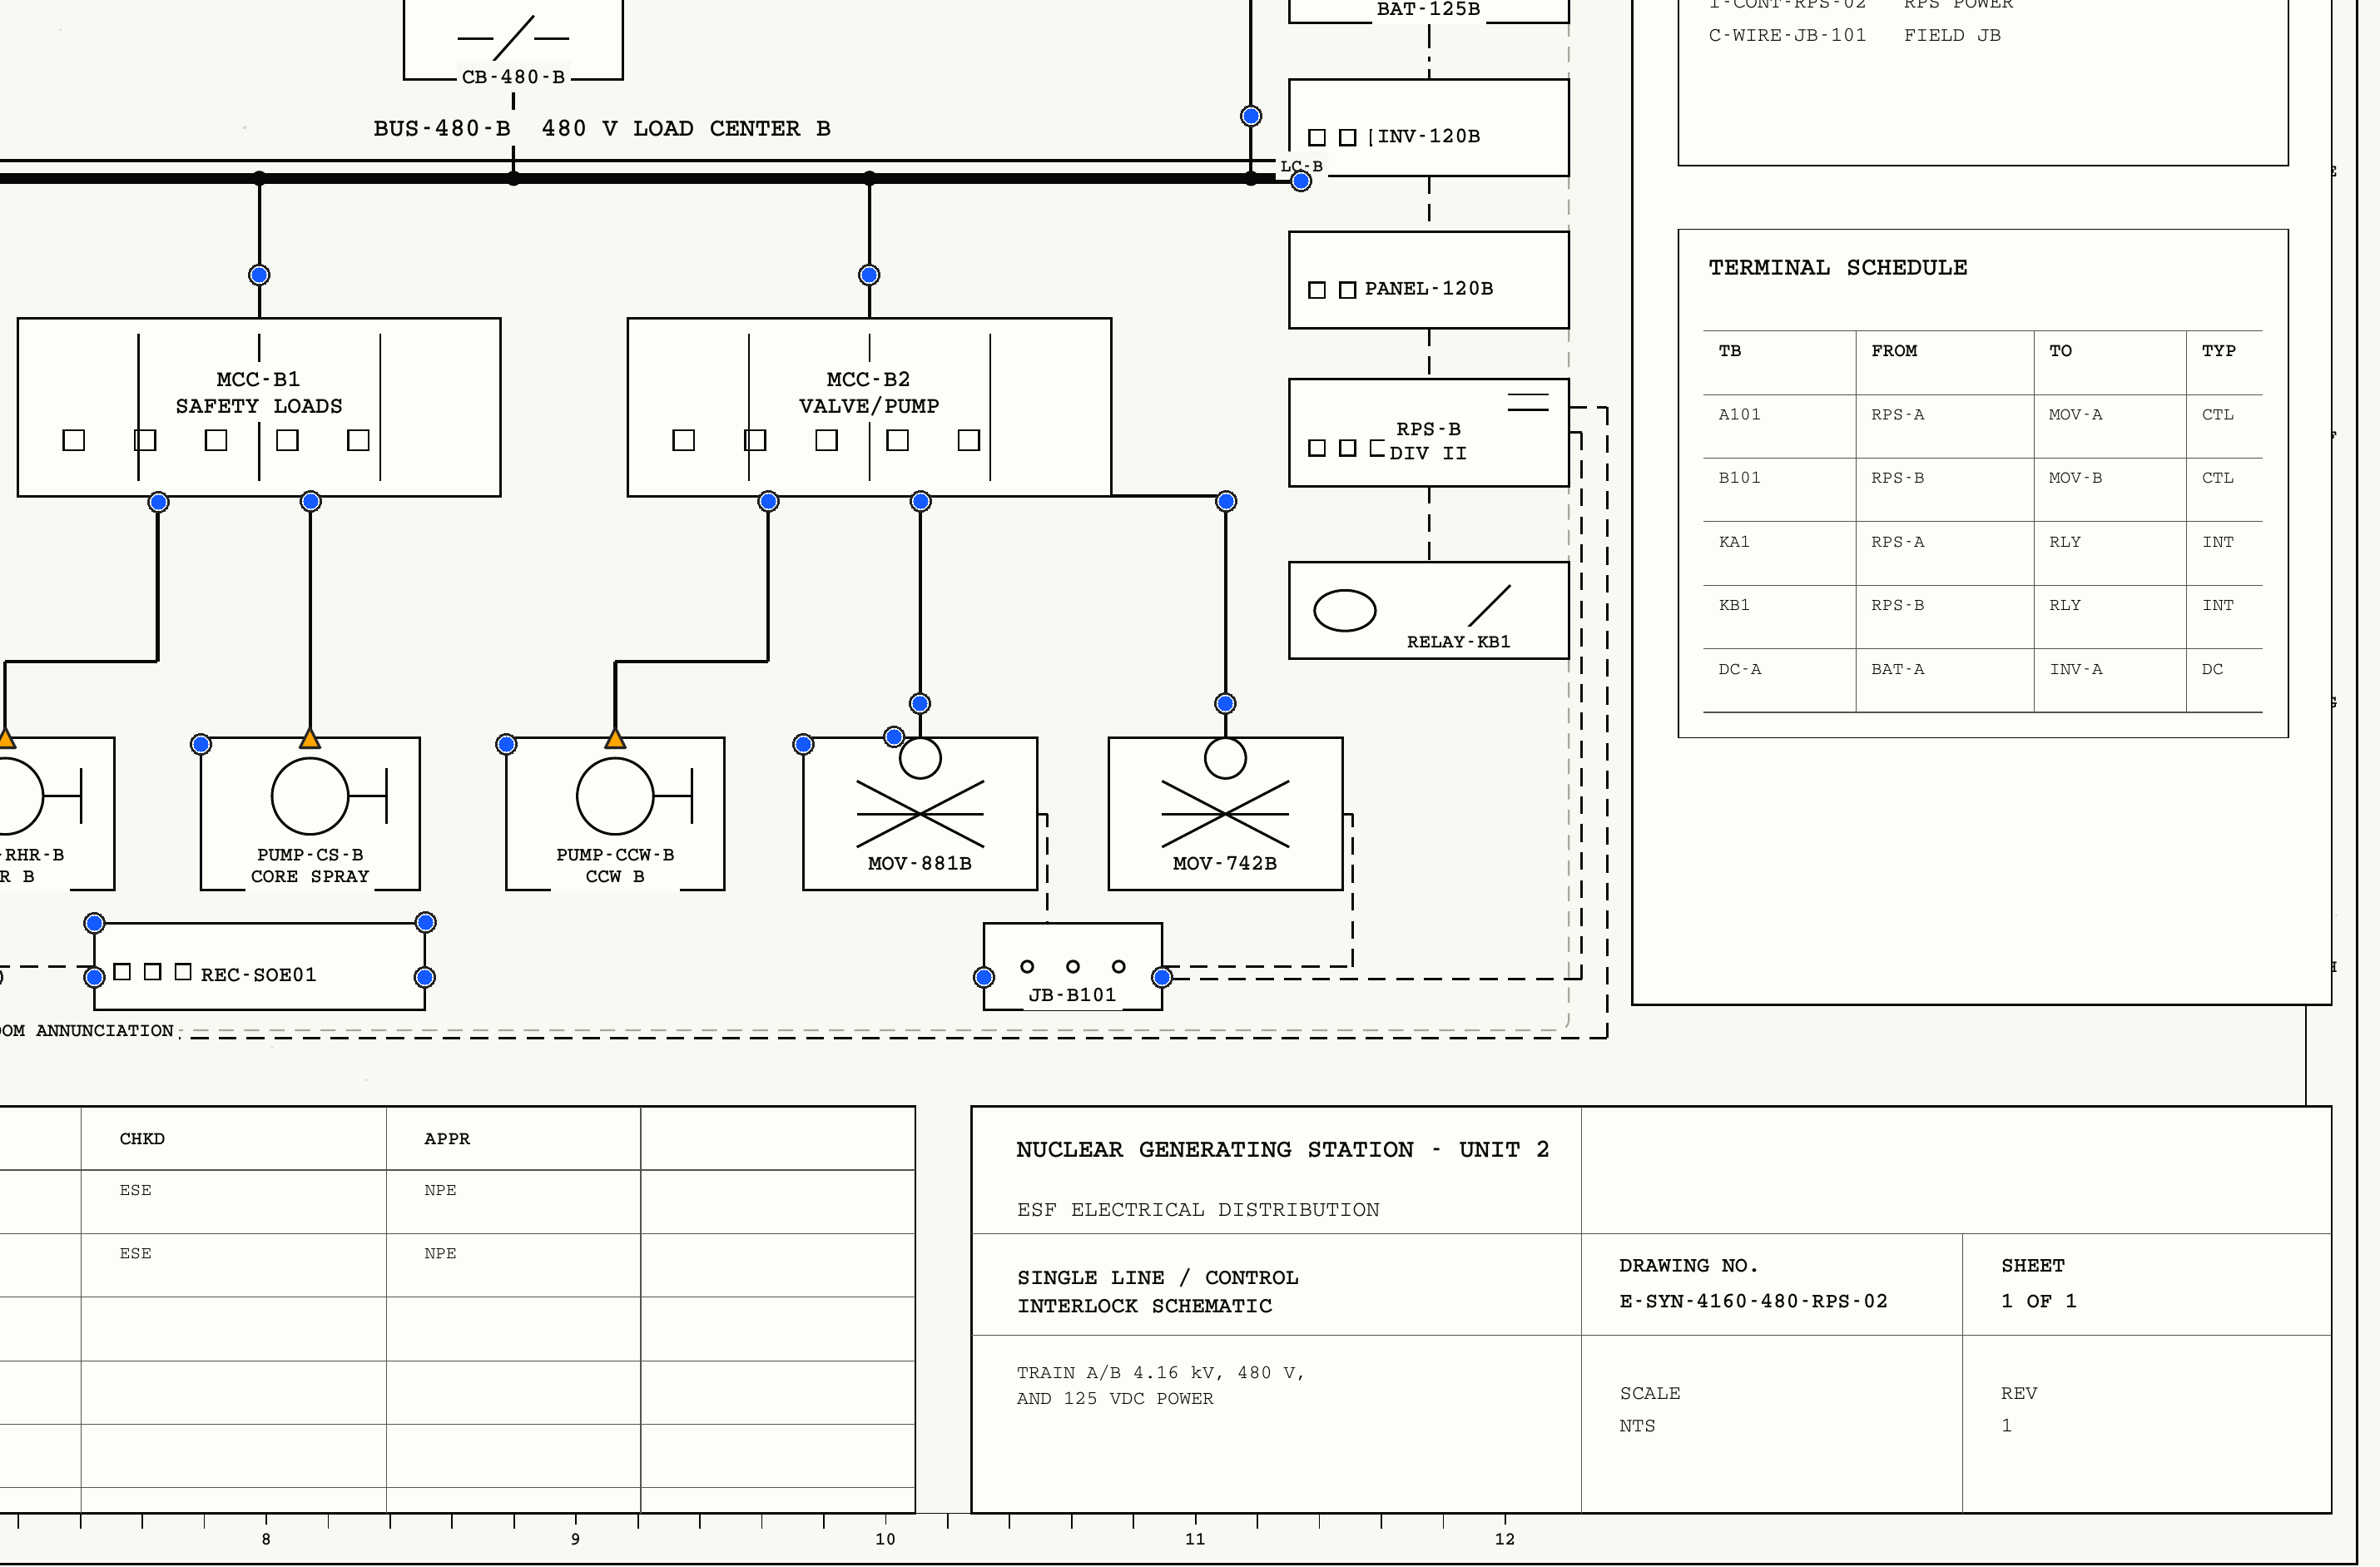 BAT-125B
I-CONT-RPS-02 RPS POWER
C-WIRE-JB-101 FIELD JB
CB-480-B
BUS-480-B 480 V LOAD CENTER B
INV-120B
LC-B
PANEL-120B
MCC-B1
SAFETY LOADS
MCC-B2
VALVE/PUMP
RPS-B
DIV II
RELAY-KB1
TERMINAL SCHEDULE
TB FROM TO TYP
A101 RPS-A MOV-A CTL
B101 RPS-B MOV-B CTL
KA1 RPS-A RLY INT
KB1 RPS-B RLY INT
DC-A BAT-A INV-A DC
-RHR-B
R B
PUMP-CS-B
CORE SPRAY
PUMP-CCW-B
CCW B
MOV-881B
MOV-742B
REC-SOE01
JB-B101
OOM ANNUNCIATION
CHKD APPR
ESE NPE
ESE NPE
NUCLEAR GENERATING STATION - UNIT 2
ESF ELECTRICAL DISTRIBUTION
SINGLE LINE / CONTROL
INTERLOCK SCHEMATIC
DRAWING NO.
E-SYN-4160-480-RPS-02
SHEET
1 OF 1
TRAIN A/B 4.16 kV, 480 V,
AND 125 VDC POWER
SCALE
NTS
REV
1
8 9 10 11 12